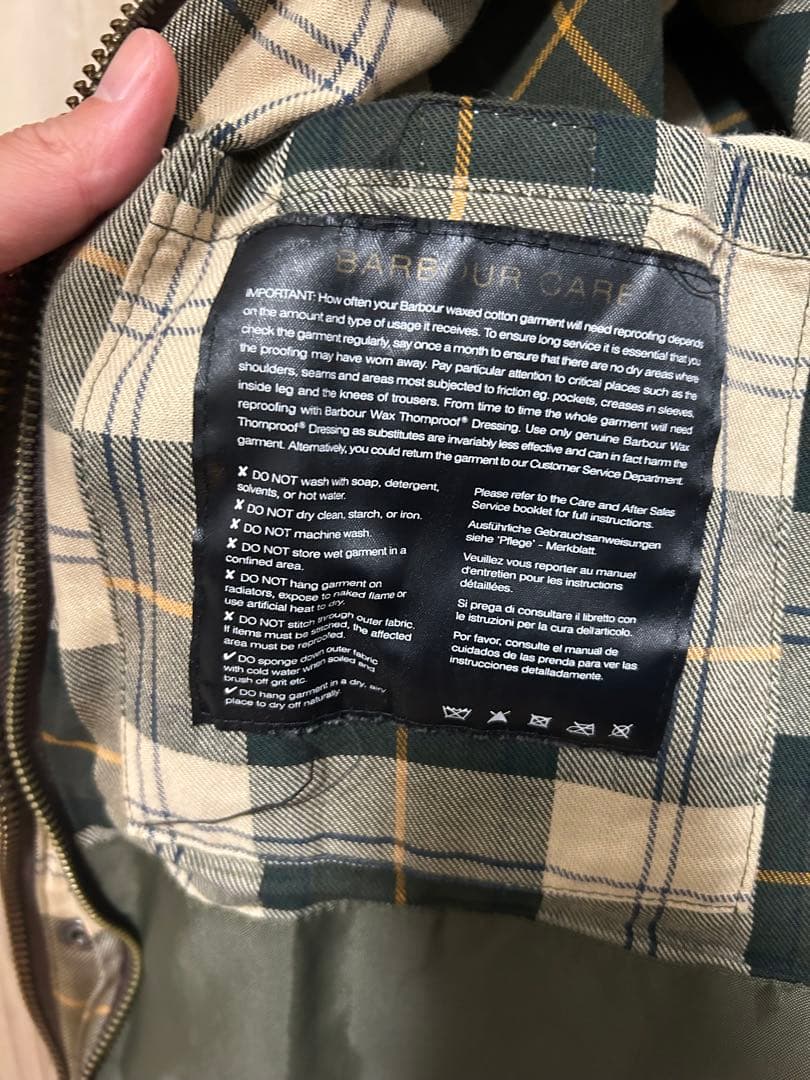 BARBOUR CARE
IMPORTANT: How often your Barbour waxed cotton garment will need reproofing depends
on the amount and type of usage it receives. To ensure long service it is essential that you
check the garment regularly, say once a month to ensure that there are no dry areas where
the proofing may have worn away. Pay particular attention to critical places such as the
shoulders, seams and areas most subjected to friction eg. pockets, creases in sleeves,
inside leg and the knees of trousers. From time to time the whole garment will need
reproofing with Barbour Wax Thornproof® Dressing. Use only genuine Barbour Wax
Thornproof® Dressing as substitutes are invariably less effective and can in fact harm the
garment. Alternatively, you could return the garment to our Customer Service Department.
✘ DO NOT wash with soap, detergent,
solvents, or hot water.
✘ DO NOT dry clean, starch, or iron.
✘ DO NOT machine wash.
✘ DO NOT store wet garment in a
confined area.
✘ DO NOT hang garment on
radiators, expose to naked flame or
use artificial heat to dry.
✘ DO NOT stitch through outer fabric.
If items must be stitched, the affected
area must be reproofed.
✔ DO sponge down outer fabric
with cold water when soiled and
brush off grit etc.
✔ DO hang garment in a dry, airy
place to dry off naturally.
Please refer to the Care and After Sales
Service booklet for full instructions.
Ausführliche Gebrauchsanweisungen
siehe 'Pflege' - Merkblatt.
Veuillez vous reporter au manuel
d'entretien pour les instructions
détaillées.
Si prega di consultare il libretto con
le istruzioni per la cura dell'articolo.
Por favor, consulte el manual de
cuidados de las prenda para ver las
instrucciones detalladamente.